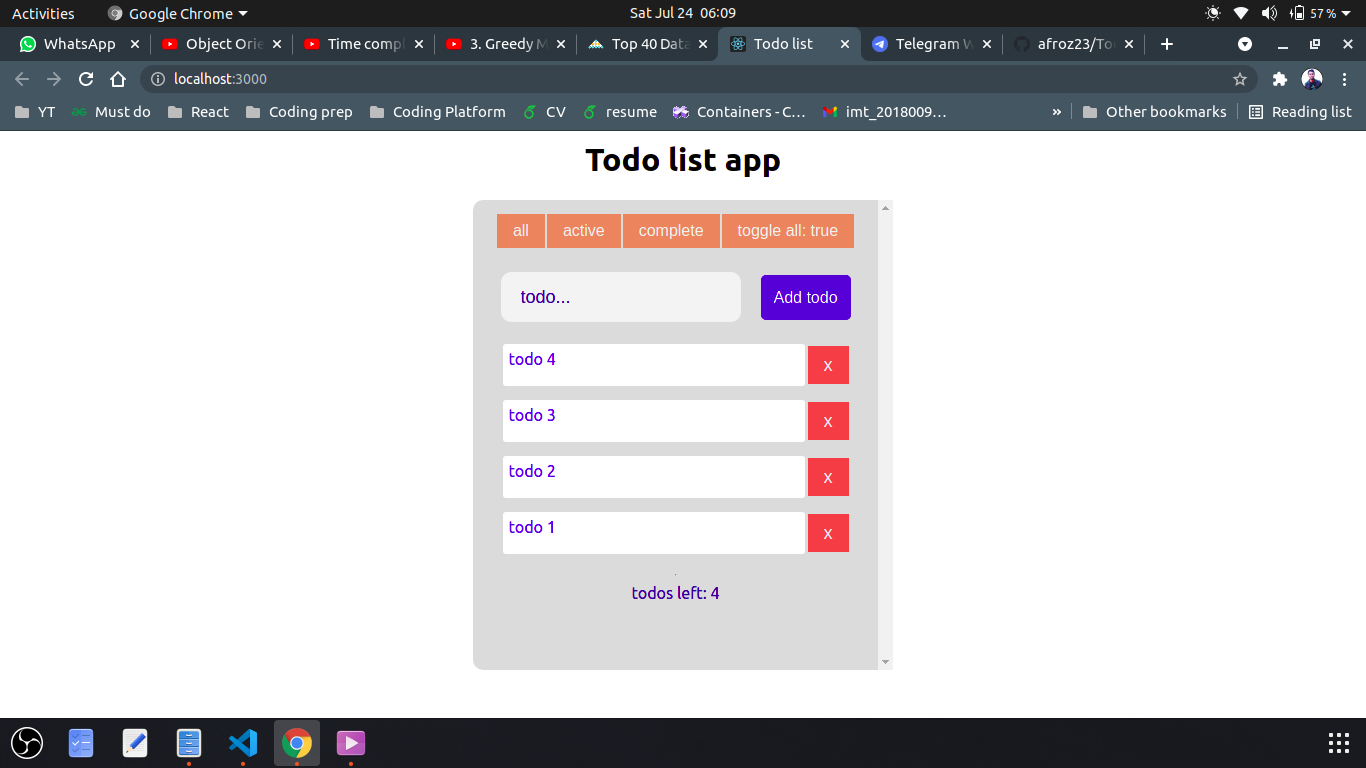 Activities Google Chrome Sat Jul 24 06:09 57 %
WhatsApp Object Orie Time comple 3. Greedy M Top 40 Data Todo list Telegram W afroz23/To
localhost:3000
YT Must do React Coding prep Coding Platform CV resume Containers - C… imt_2018009… » Other bookmarks Reading list
Todo list app
all active complete toggle all: true
todo... Add todo
todo 4 x
todo 3 x
todo 2 x
todo 1 x
todos left: 4